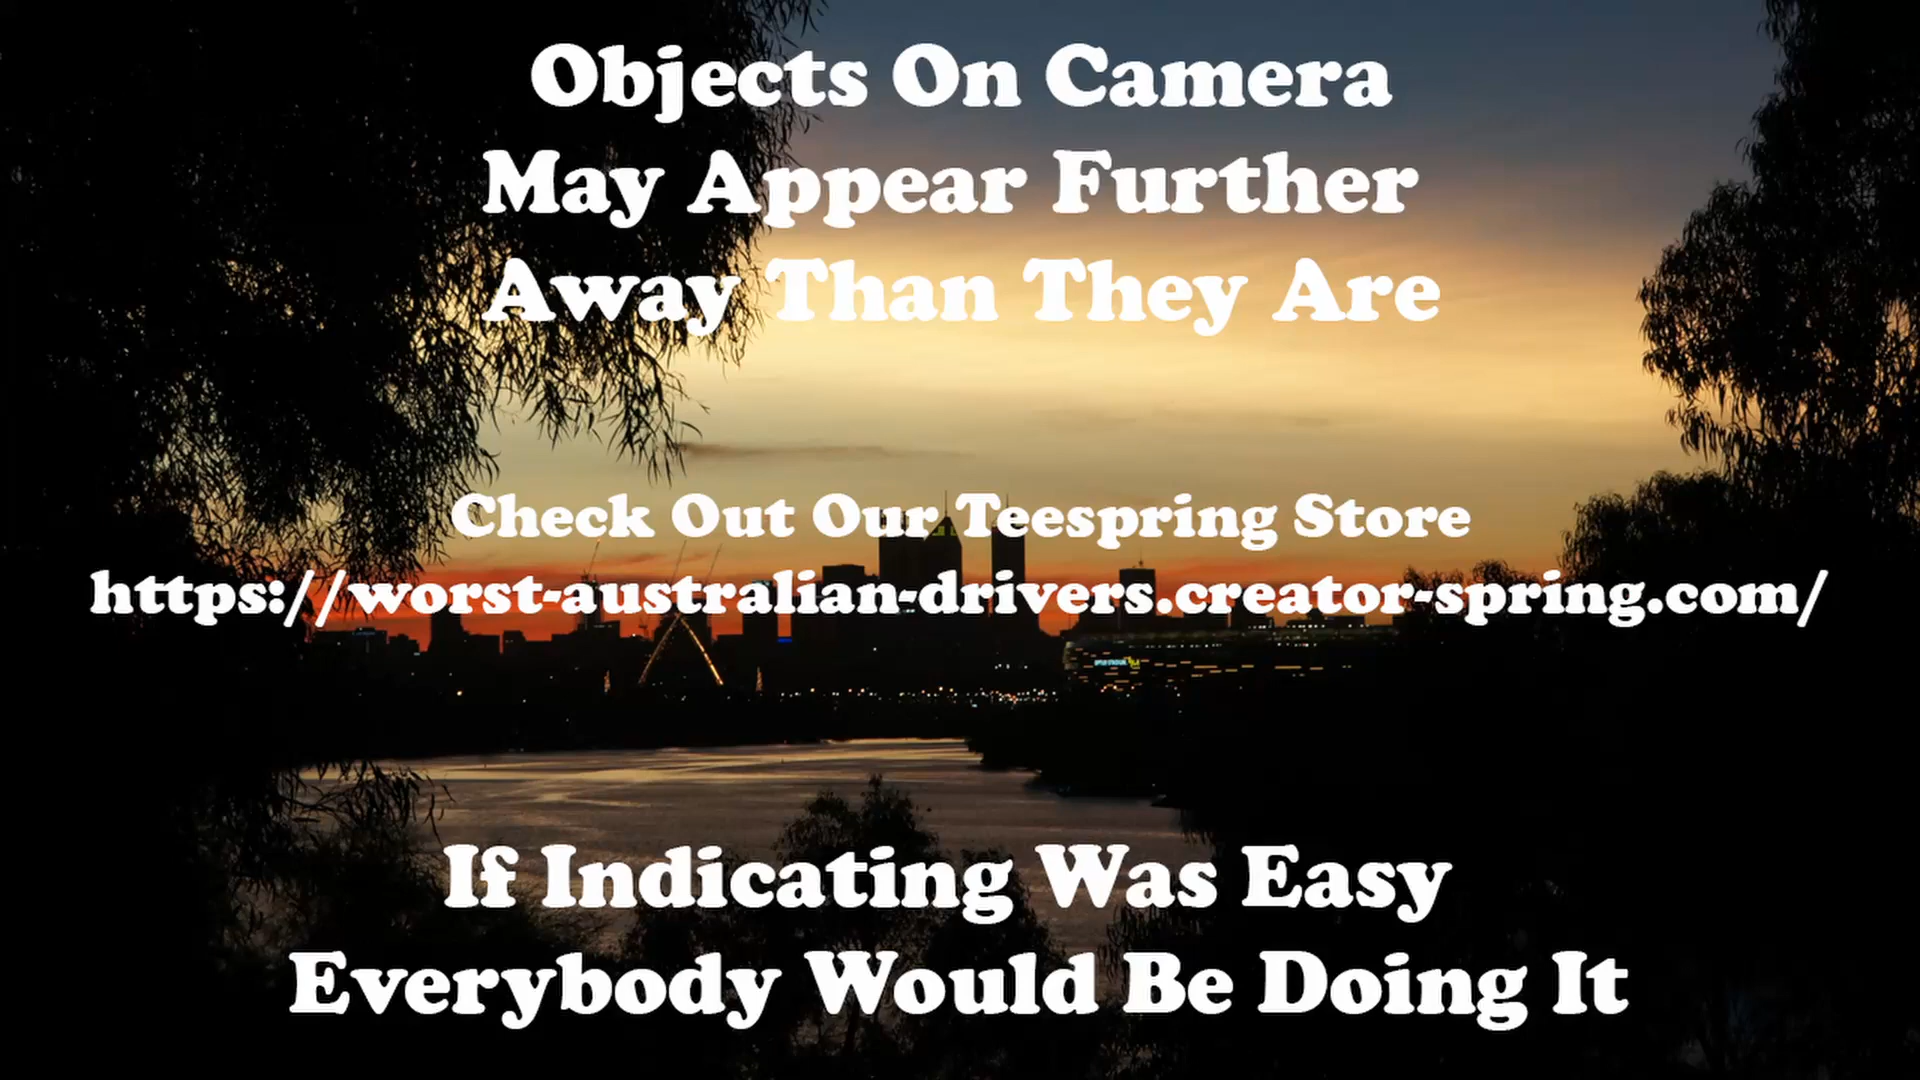 Objects On Camera
May Appear Further
Away Than They Are
Check Out Our Teespring Store
https://worst-australian-drivers.creator-spring.com/
If Indicating Was Easy
Everybody Would Be Doing It